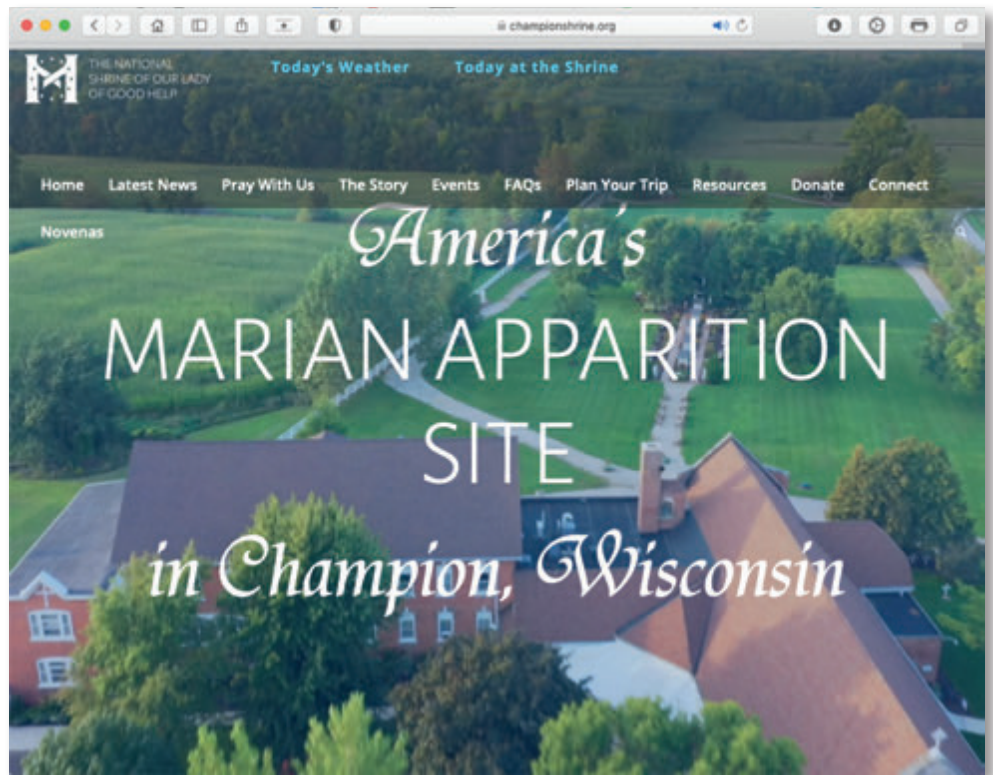 championshrine.org
THE NATIONAL
SHRINE OF OUR LADY
OF GOOD HELP
Today's Weather Today at the Shrine
Home Latest News Pray With Us The Story Events FAQs Plan Your Trip Resources Donate Connect
Novenas
America's
MARIAN APPARITION
SITE
in Champion, Wisconsin